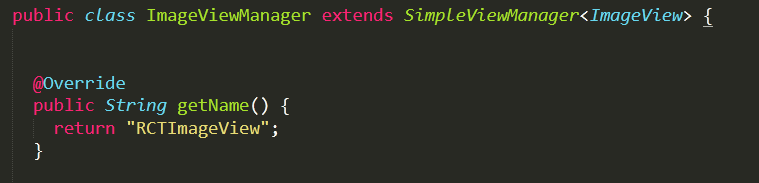 public class ImageViewManager extends SimpleViewManager<ImageView> {
@Override
public String getName() {
return "RCTImageView";
}